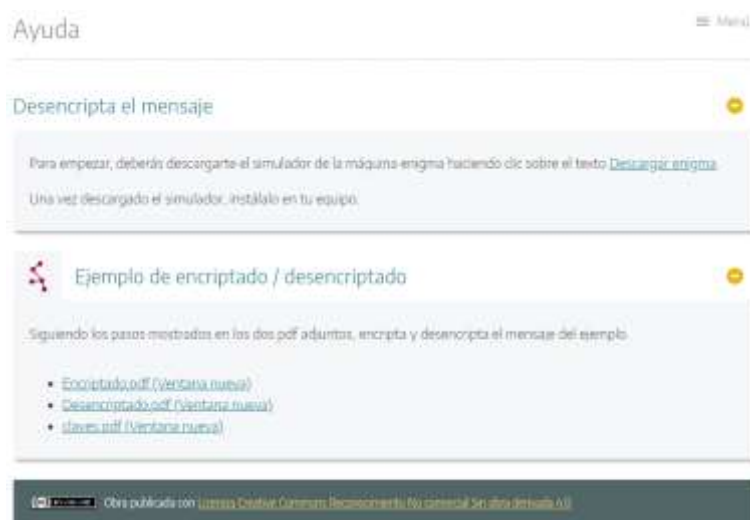 Ayuda
Menú
Desencripta el mensaje
Para empezar, deberás descargarte el simulador de la máquina enigma haciendo clic sobre el texto Descargar enigma.
Una vez descargado el simulador, instálalo en tu equipo.
Ejemplo de encriptado / desencriptado
Siguiendo los pasos mostrados en los dos pdf adjuntos, encripta y desencripta el mensaje del ejemplo.
Encriptado.pdf (Ventana nueva)
Desencriptado.pdf (Ventana nueva)
claves.pdf (Ventana nueva)
Obra publicada con Licencia Creative Commons Reconocimiento No comercial Sin obra derivada 4.0